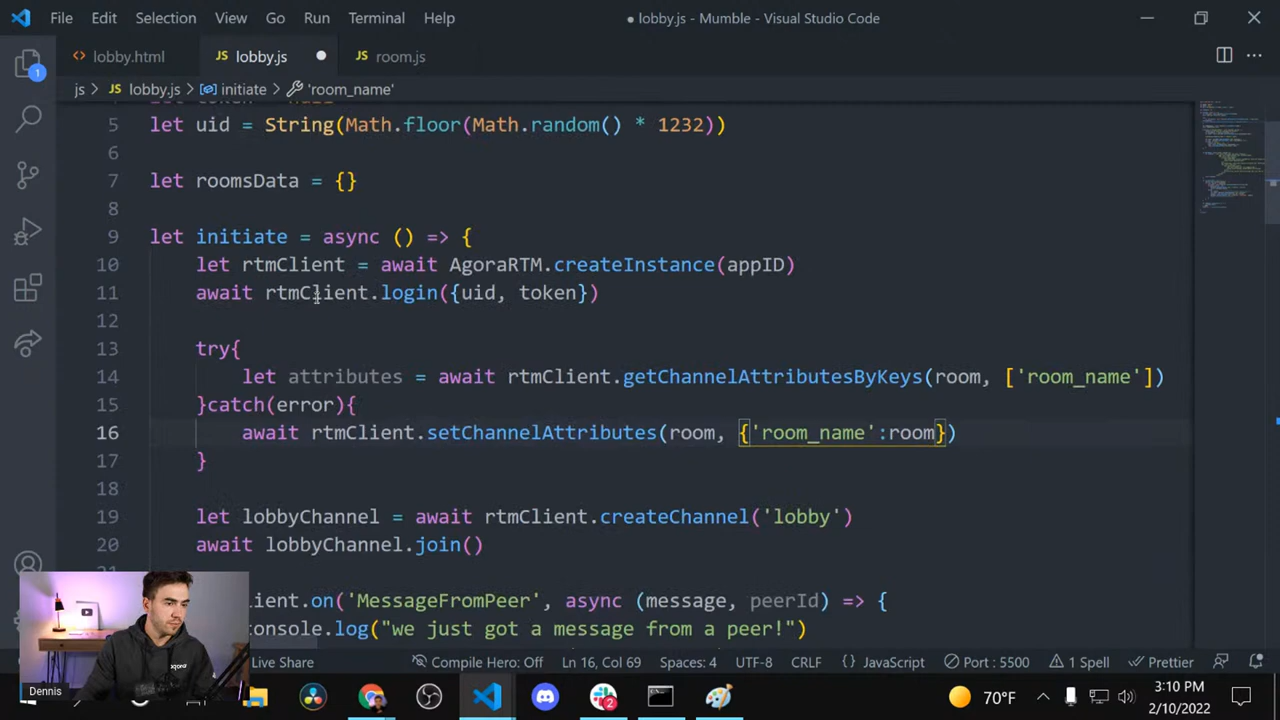 File Edit Selection View Go Run Terminal Help
● lobby.js - Mumble - Visual Studio Code
lobby.html JS lobby.js JS room.js
js > JS lobby.js > initiate > 'room_name'
5 let uid = String(Math.floor(Math.random() * 1232))
6
7 let roomsData = {}
8
9 let initiate = async () => {
10 let rtmClient = await AgoraRTM.createInstance(appID)
11 await rtmClient.login({uid, token})
12
13 try{
14 let attributes = await rtmClient.getChannelAttributesByKeys(room, ['room_name'])
15 }catch(error){
16 await rtmClient.setChannelAttributes(room, {'room_name':room})
17 }
18
19 let lobbyChannel = await rtmClient.createChannel('lobby')
20 await lobbyChannel.join()
lient.on('MessageFromPeer', async (message, peerId) => {
console.log("we just got a message from a peer!")
1
agora
Dennis
Live Share Compile Hero: Off Ln 16, Col 69 Spaces: 4 UTF-8 CRLF {} JavaScript Port : 5500 1 Spell Prettier
2
70°F
3:10 PM
2/10/2022